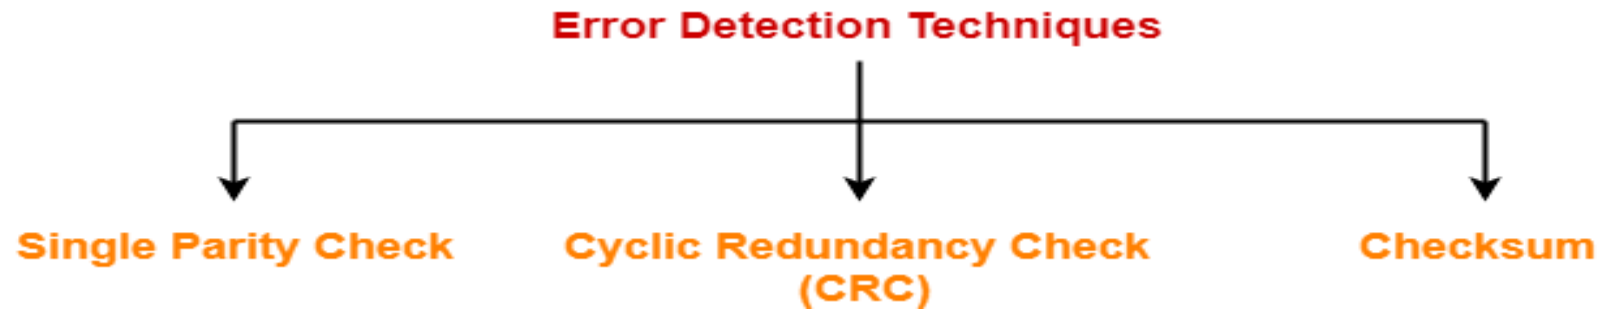 Error Detection Techniques
Single Parity Check
Cyclic Redundancy Check
(CRC)
Checksum